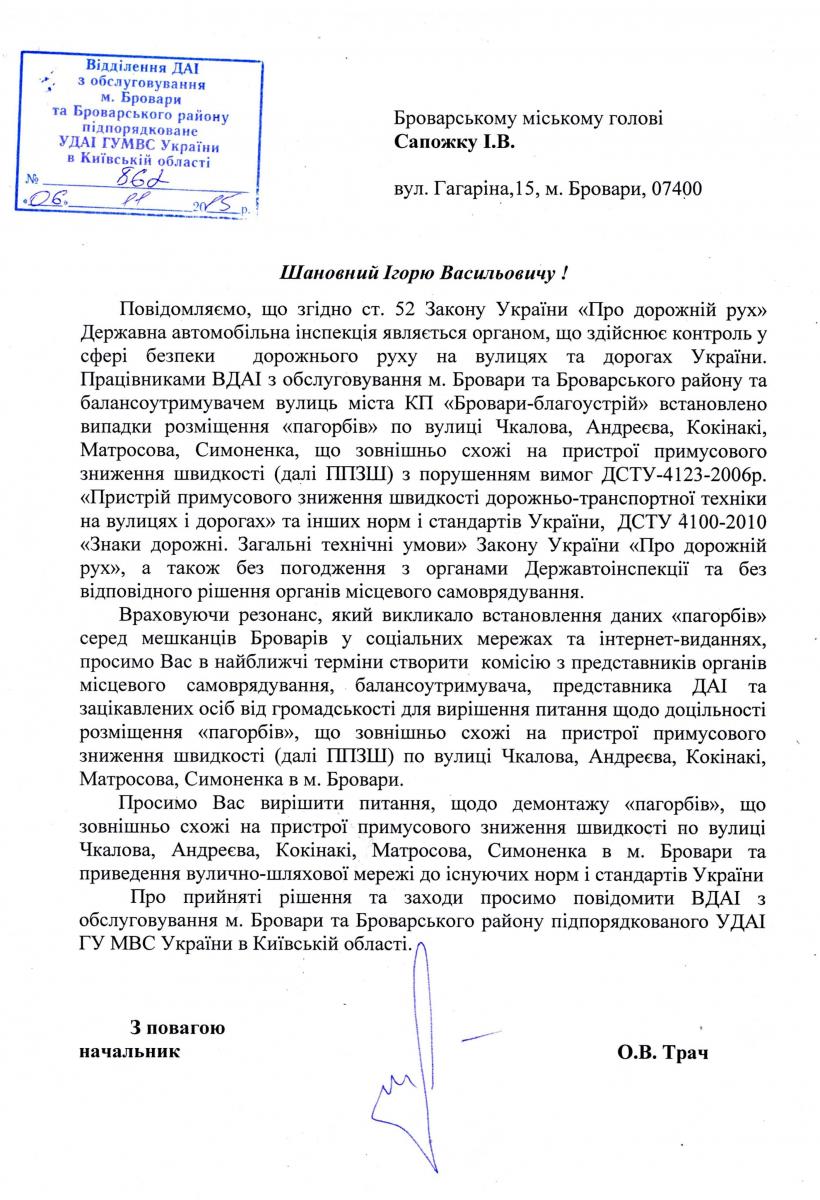 Відділення ДАІ
з обслуговування
м. Бровари
та Броварського району
підпорядковане
УДАІ ГУМВС України
в Київській області
№ 862
«06» 11 2015 р.
Броварському міському голові
Сапожку І.В.
вул. Гагаріна,15, м. Бровари, 07400
Шановний Ігорю Васильовичу !
Повідомляємо, що згідно ст. 52 Закону України «Про дорожній рух»
Державна автомобільна інспекція являється органом, що здійснює контроль у
сфері безпеки дорожнього руху на вулицях та дорогах України.
Працівниками ВДАІ з обслуговування м. Бровари та Броварського району та
балансоутримувачем вулиць міста КП «Бровари-благоустрій» встановлено
випадки розміщення «пагорбів» по вулиці Чкалова, Андреєва, Кокінакі,
Матросова, Симоненка, що зовнішньо схожі на пристрої примусового
зниження швидкості (далі ППЗШ) з порушенням вимог ДСТУ-4123-2006р.
«Пристрій примусового зниження швидкості дорожньо-транспортної техніки
на вулицях і дорогах» та інших норм і стандартів України, ДСТУ 4100-2010
«Знаки дорожні. Загальні технічні умови» Закону України «Про дорожній
рух», а також без погодження з органами Державтоінспекції та без
відповідного рішення органів місцевого самоврядування.
Враховуючи резонанс, який викликало встановлення даних «пагорбів»
серед мешканців Броварів у соціальних мережах та інтернет-виданнях,
просимо Вас в найближчі терміни створити комісію з представників органів
місцевого самоврядування, балансоутримувача, представника ДАІ та
зацікавлених осіб від громадськості для вирішення питання щодо доцільності
розміщення «пагорбів», що зовнішньо схожі на пристрої примусового
зниження швидкості (далі ППЗШ) по вулиці Чкалова, Андреєва, Кокінакі,
Матросова, Симоненка в м. Бровари.
Просимо Вас вирішити питання, щодо демонтажу «пагорбів», що
зовнішньо схожі на пристрої примусового зниження швидкості по вулиці
Чкалова, Андреєва, Кокінакі, Матросова, Симоненка в м. Бровари та
приведення вулично-шляхової мережі до існуючих норм і стандартів України
Про прийняті рішення та заходи просимо повідомити ВДАІ з
обслуговування м. Бровари та Броварського району підпорядкованого УДАІ
ГУ МВС України в Київській області.
З повагою
начальник О.В. Трач